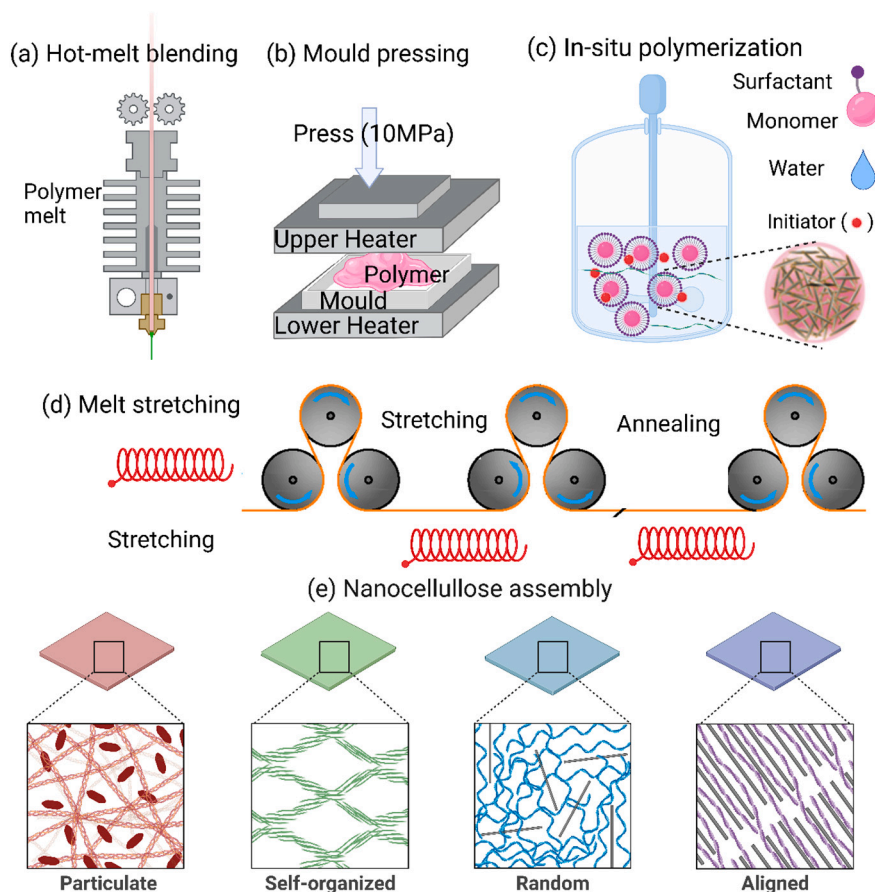 (a) Hot-melt blending
Polymer
melt
(b) Mould pressing
Press (10MPa)
Upper Heater
Polymer
Mould
Lower Heater
(c) In-situ polymerization
Surfactant
Monomer
Water
Initiator ( )
(d) Melt stretching
Stretching
Annealing
Stretching
(e) Nanocellullose assembly
Particulate
Self-organized
Random
Aligned